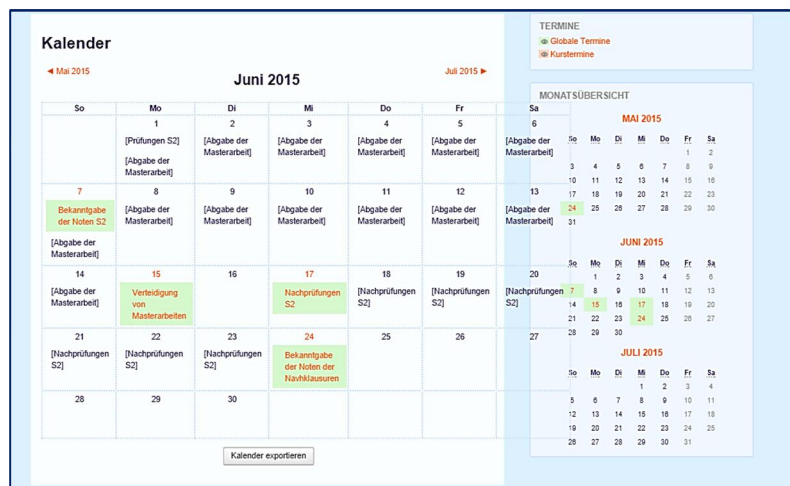 Kalender
◄ Mai 2015
Juni 2015
Juli 2015 ►
So Mo Di Mi Do Fr Sa
1 2 3 4 5 6
[Prüfungen S2] [Abgabe der [Abgabe der [Abgabe der [Abgabe der [Abgabe der
Masterarbeit] Masterarbeit] Masterarbeit] Masterarbeit] Masterarbeit]
[Abgabe der
Masterarbeit]
7 8 9 10 11 12 13
Bekanntgabe [Abgabe der [Abgabe der [Abgabe der [Abgabe der [Abgabe der [Abgabe der
der Noten S2 Masterarbeit] Masterarbeit] Masterarbeit] Masterarbeit] Masterarbeit] Masterarbeit]
[Abgabe der
Masterarbeit]
14 15 16 17 18 19 20
[Abgabe der Verteidigung Nachprüfungen [Nachprüfungen [Nachprüfungen [Nachprüfungen
Masterarbeit] von S2 S2] S2] S2]
Masterarbeiten
21 22 23 24 25 26 27
[Nachprüfungen [Nachprüfungen [Nachprüfungen Bekanntgabe
S2] S2] S2] der Noten der
Navhklausuren
28 29 30
Kalender exportieren
TERMINE
Globale Termine
Kurstermine
MONATSÜBERSICHT
MAI 2015
So Mo Di Mi Do Fr Sa
1 2
3 4 5 6 7 8 9
10 11 12 13 14 15 16
17 18 19 20 21 22 23
24 25 26 27 28 29 30
31
JUNI 2015
So Mo Di Mi Do Fr Sa
1 2 3 4 5 6
7 8 9 10 11 12 13
14 15 16 17 18 19 20
21 22 23 24 25 26 27
28 29 30
JULI 2015
So Mo Di Mi Do Fr Sa
1 2 3 4
5 6 7 8 9 10 11
12 13 14 15 16 17 18
19 20 21 22 23 24 25
26 27 28 29 30 31